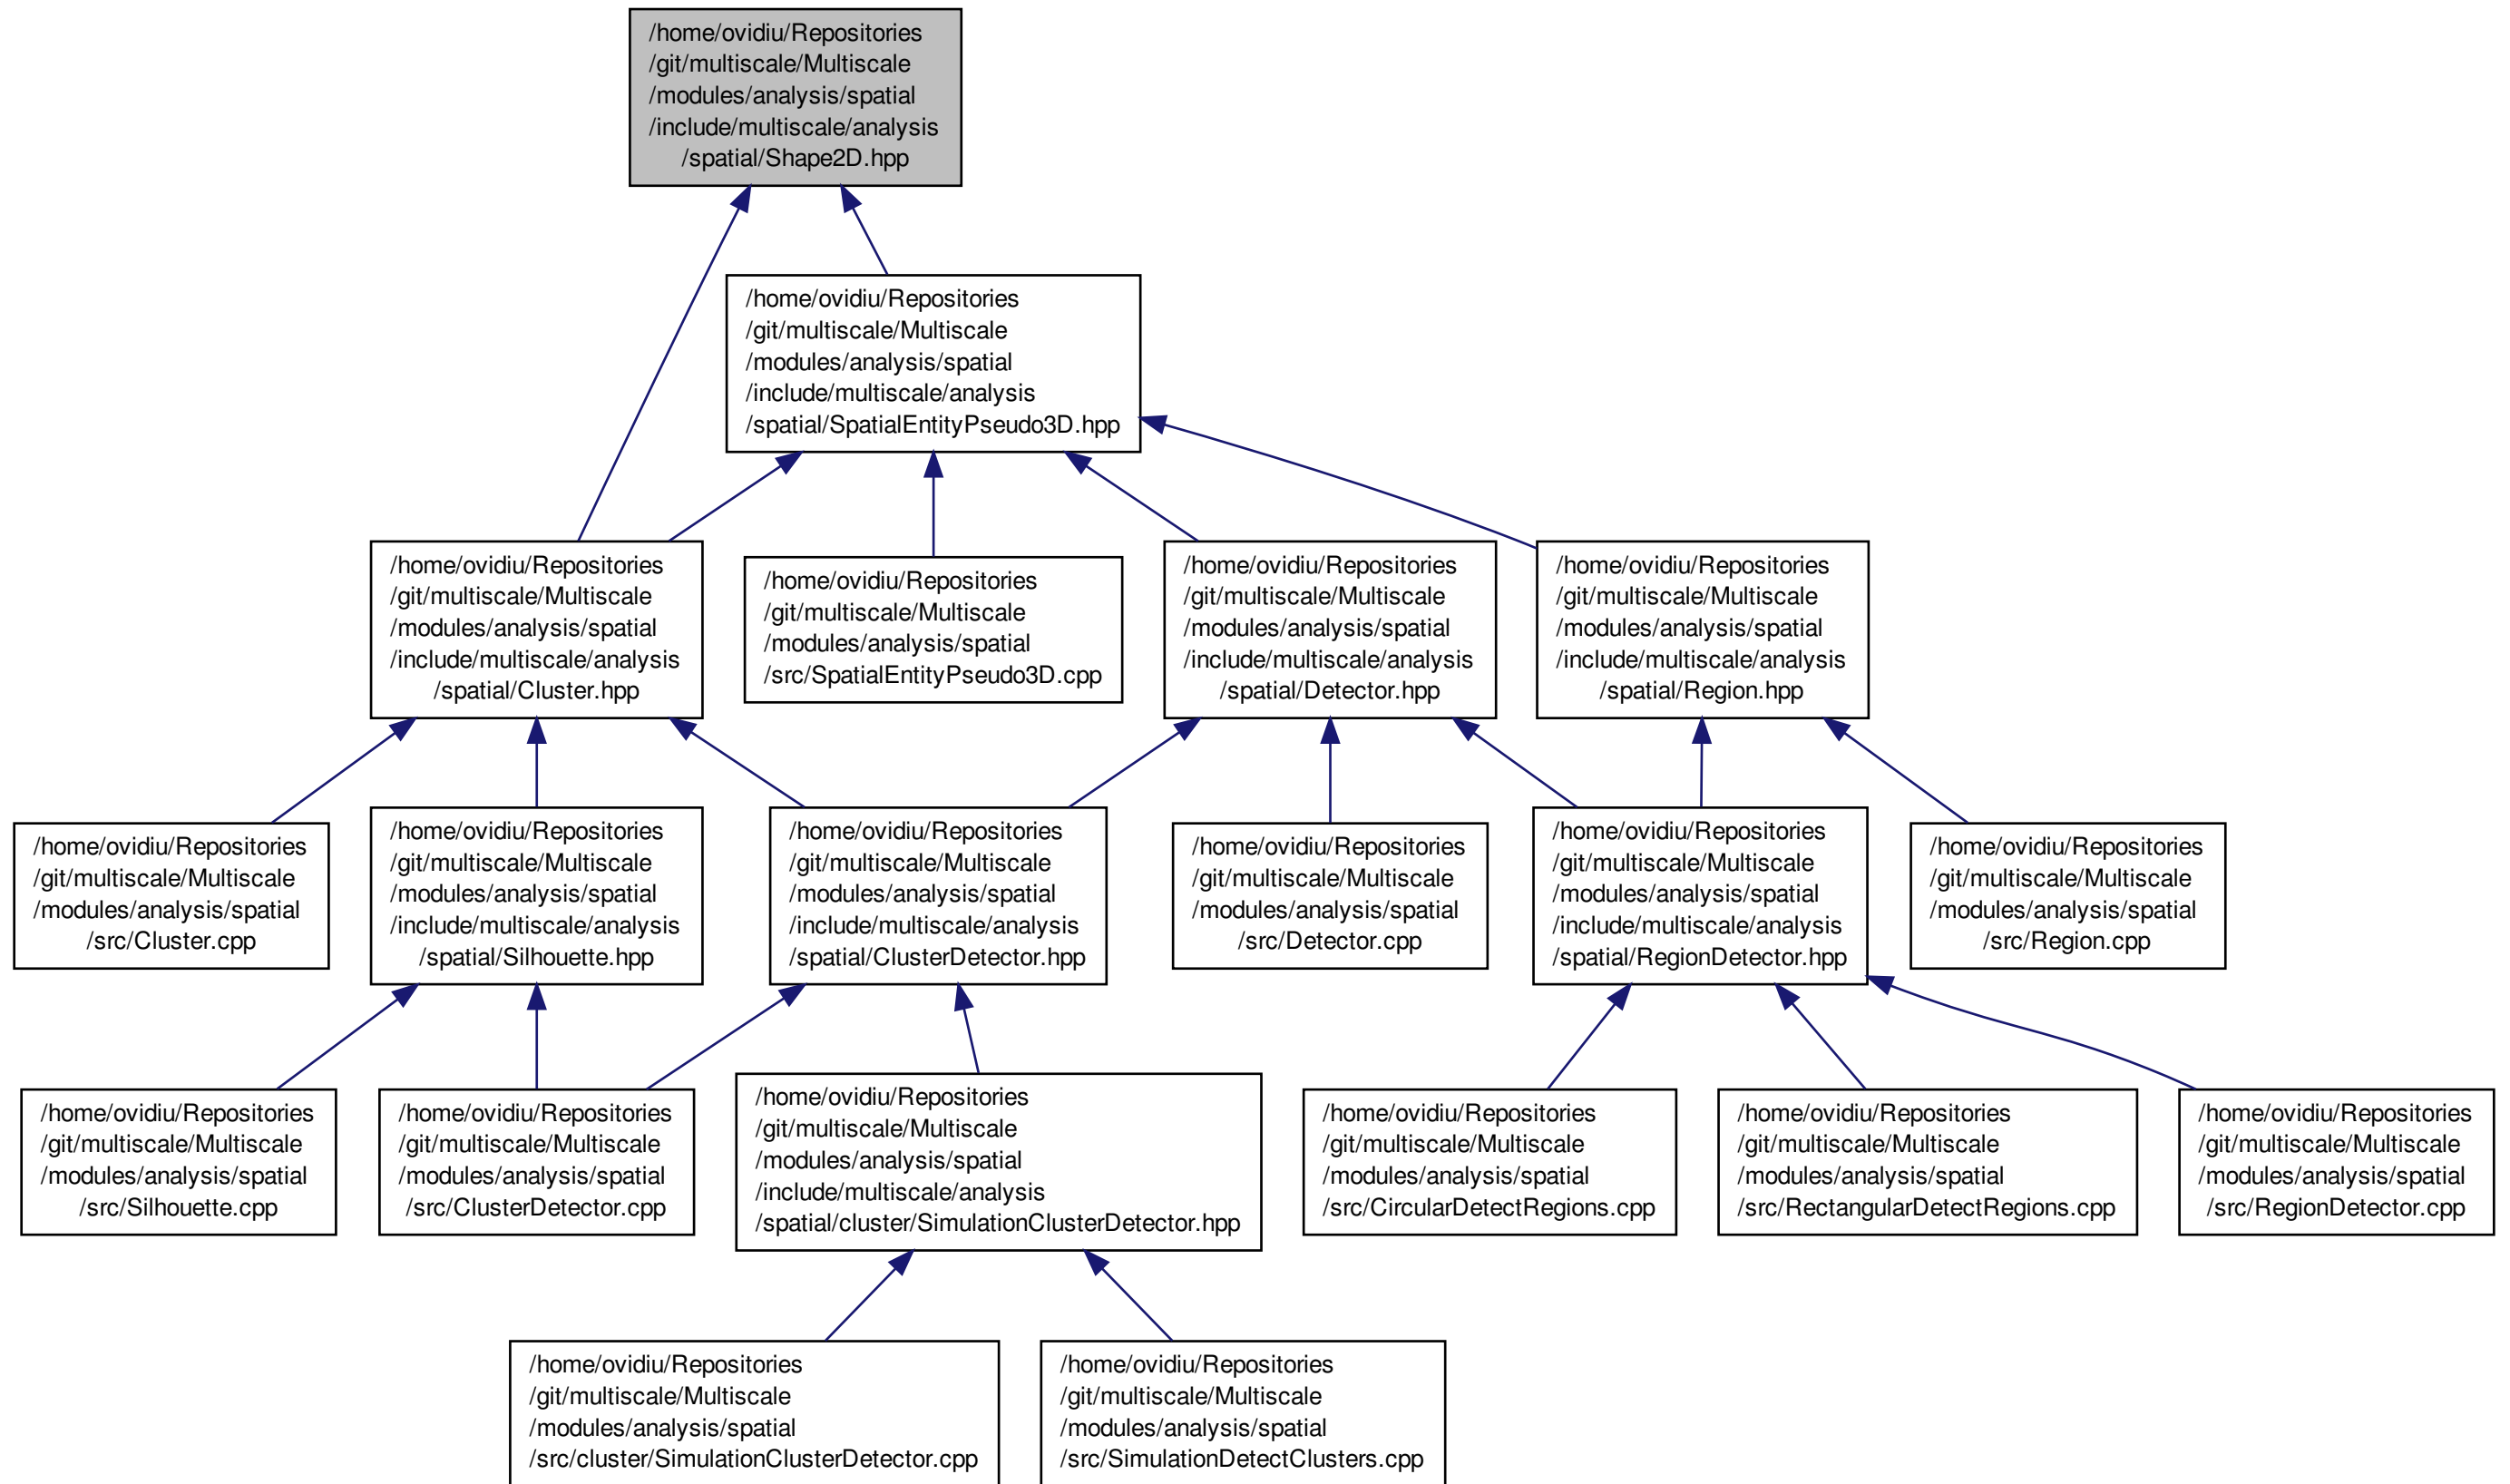 /home/ovidiu/Repositories
/git/multiscale/Multiscale
/modules/analysis/spatial
/include/multiscale/analysis
/spatial/Shape2D.hpp
/home/ovidiu/Repositories
/git/multiscale/Multiscale
/modules/analysis/spatial
/include/multiscale/analysis
/spatial/SpatialEntityPseudo3D.hpp
/home/ovidiu/Repositories
/git/multiscale/Multiscale
/modules/analysis/spatial
/include/multiscale/analysis
/spatial/Cluster.hpp
/home/ovidiu/Repositories
/git/multiscale/Multiscale
/modules/analysis/spatial
/src/SpatialEntityPseudo3D.cpp
/home/ovidiu/Repositories
/git/multiscale/Multiscale
/modules/analysis/spatial
/include/multiscale/analysis
/spatial/Detector.hpp
/home/ovidiu/Repositories
/git/multiscale/Multiscale
/modules/analysis/spatial
/include/multiscale/analysis
/spatial/Region.hpp
/home/ovidiu/Repositories
/git/multiscale/Multiscale
/modules/analysis/spatial
/src/Cluster.cpp
/home/ovidiu/Repositories
/git/multiscale/Multiscale
/modules/analysis/spatial
/include/multiscale/analysis
/spatial/Silhouette.hpp
/home/ovidiu/Repositories
/git/multiscale/Multiscale
/modules/analysis/spatial
/include/multiscale/analysis
/spatial/ClusterDetector.hpp
/home/ovidiu/Repositories
/git/multiscale/Multiscale
/modules/analysis/spatial
/src/Detector.cpp
/home/ovidiu/Repositories
/git/multiscale/Multiscale
/modules/analysis/spatial
/include/multiscale/analysis
/spatial/RegionDetector.hpp
/home/ovidiu/Repositories
/git/multiscale/Multiscale
/modules/analysis/spatial
/src/Region.cpp
/home/ovidiu/Repositories
/git/multiscale/Multiscale
/modules/analysis/spatial
/src/Silhouette.cpp
/home/ovidiu/Repositories
/git/multiscale/Multiscale
/modules/analysis/spatial
/src/ClusterDetector.cpp
/home/ovidiu/Repositories
/git/multiscale/Multiscale
/modules/analysis/spatial
/include/multiscale/analysis
/spatial/cluster/SimulationClusterDetector.hpp
/home/ovidiu/Repositories
/git/multiscale/Multiscale
/modules/analysis/spatial
/src/CircularDetectRegions.cpp
/home/ovidiu/Repositories
/git/multiscale/Multiscale
/modules/analysis/spatial
/src/RectangularDetectRegions.cpp
/home/ovidiu/Repositories
/git/multiscale/Multiscale
/modules/analysis/spatial
/src/RegionDetector.cpp
/home/ovidiu/Repositories
/git/multiscale/Multiscale
/modules/analysis/spatial
/src/cluster/SimulationClusterDetector.cpp
/home/ovidiu/Repositories
/git/multiscale/Multiscale
/modules/analysis/spatial
/src/SimulationDetectClusters.cpp